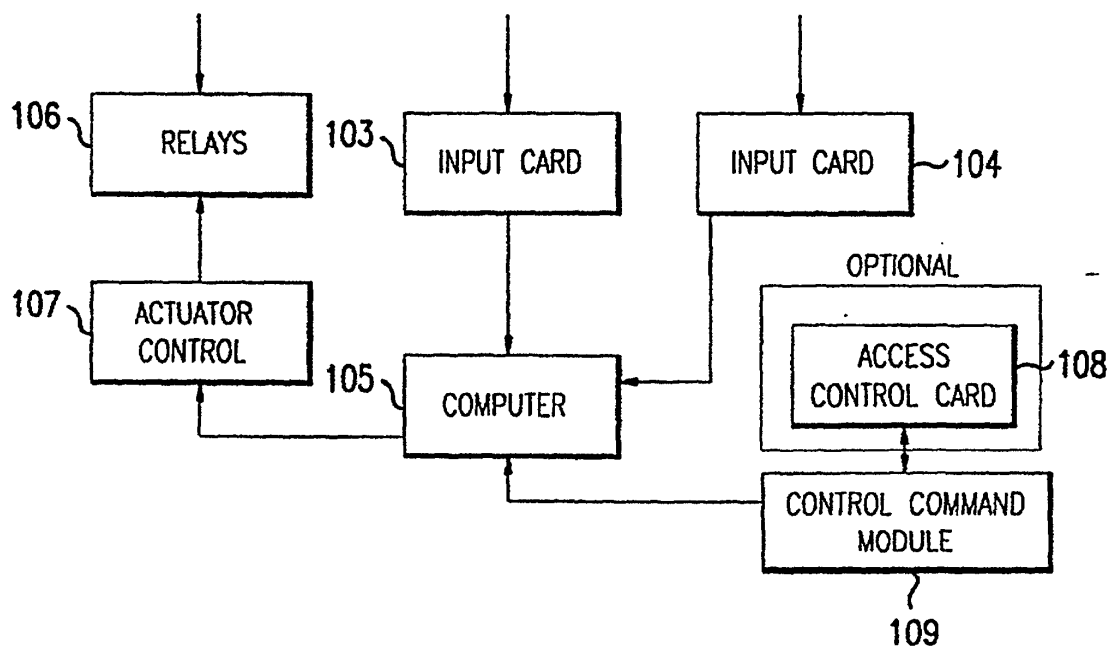 106
RELAYS
103
INPUT CARD
INPUT CARD
104
OPTIONAL
107
ACTUATOR
CONTROL
105
COMPUTER
ACCESS
CONTROL CARD
108
CONTROL COMMAND
MODULE
109